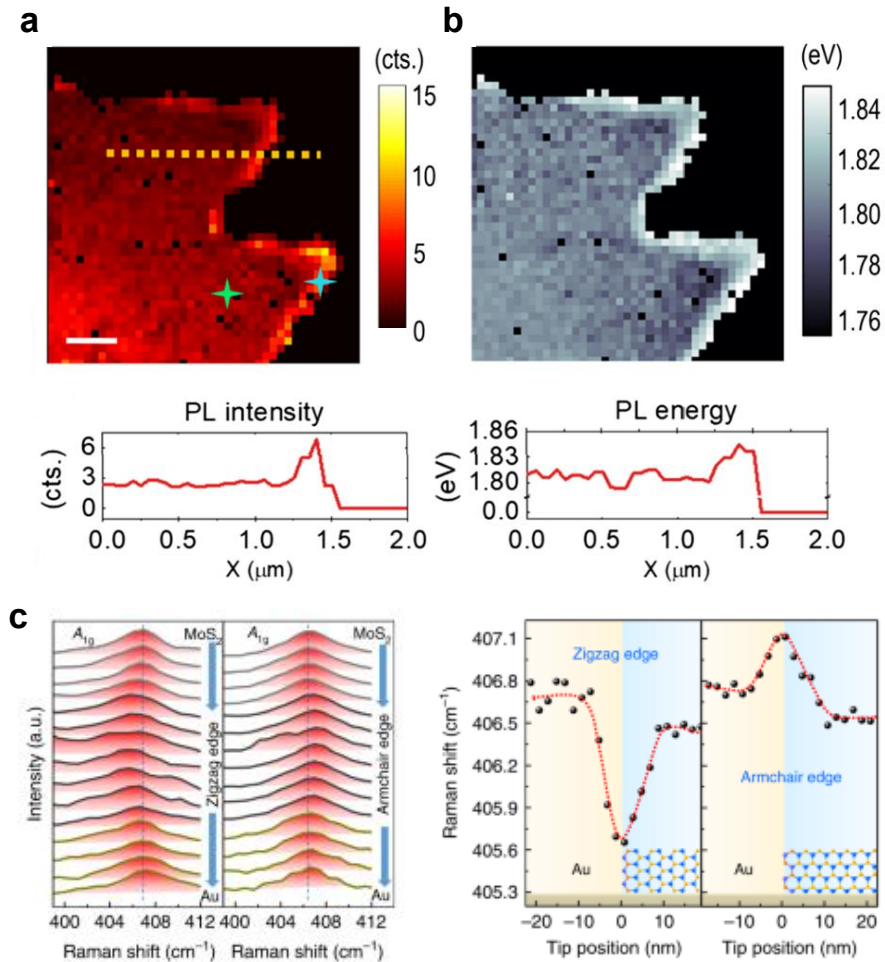 a
(cts.)
15
10
5
0
b
(eV)
1.84
1.82
1.80
1.78
1.76
PL intensity
(cts.)
6
3
0
0.0 0.5 1.0 1.5 2.0
X (μm)
PL energy
(eV)
1.86
1.83
1.80
0.0
0.0 0.5 1.0 1.5 2.0
X (μm)
c
A1g MoS2
Zigzag edge
Au
A1g MoS2
Armchair edge
Au
Intensity (a.u.)
400 404 408 412 400 404 408 412
Raman shift (cm−1) Raman shift (cm−1)
Raman shift (cm−1)
407.1
406.8
406.5
406.2
405.9
405.6
405.3
Zigzag edge
Au
Armchair edge
Au
−20 −10 0 10 −10 0 10 20
Tip position (nm) Tip position (nm)